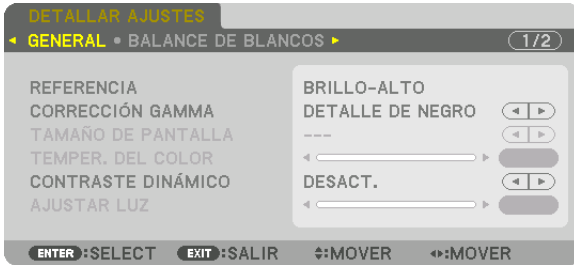 DETALLAR AJUSTES
GENERAL • BALANCE DE BLANCOS 1/2
REFERENCIA BRILLO-ALTO
CORRECCIÓN GAMMA DETALLE DE NEGRO
TAMAÑO DE PANTALLA ---
TEMPER. DEL COLOR
CONTRASTE DINÁMICO DESACT.
AJUSTAR LUZ
ENTER :SELECT EXIT :SALIR :MOVER :MOVER